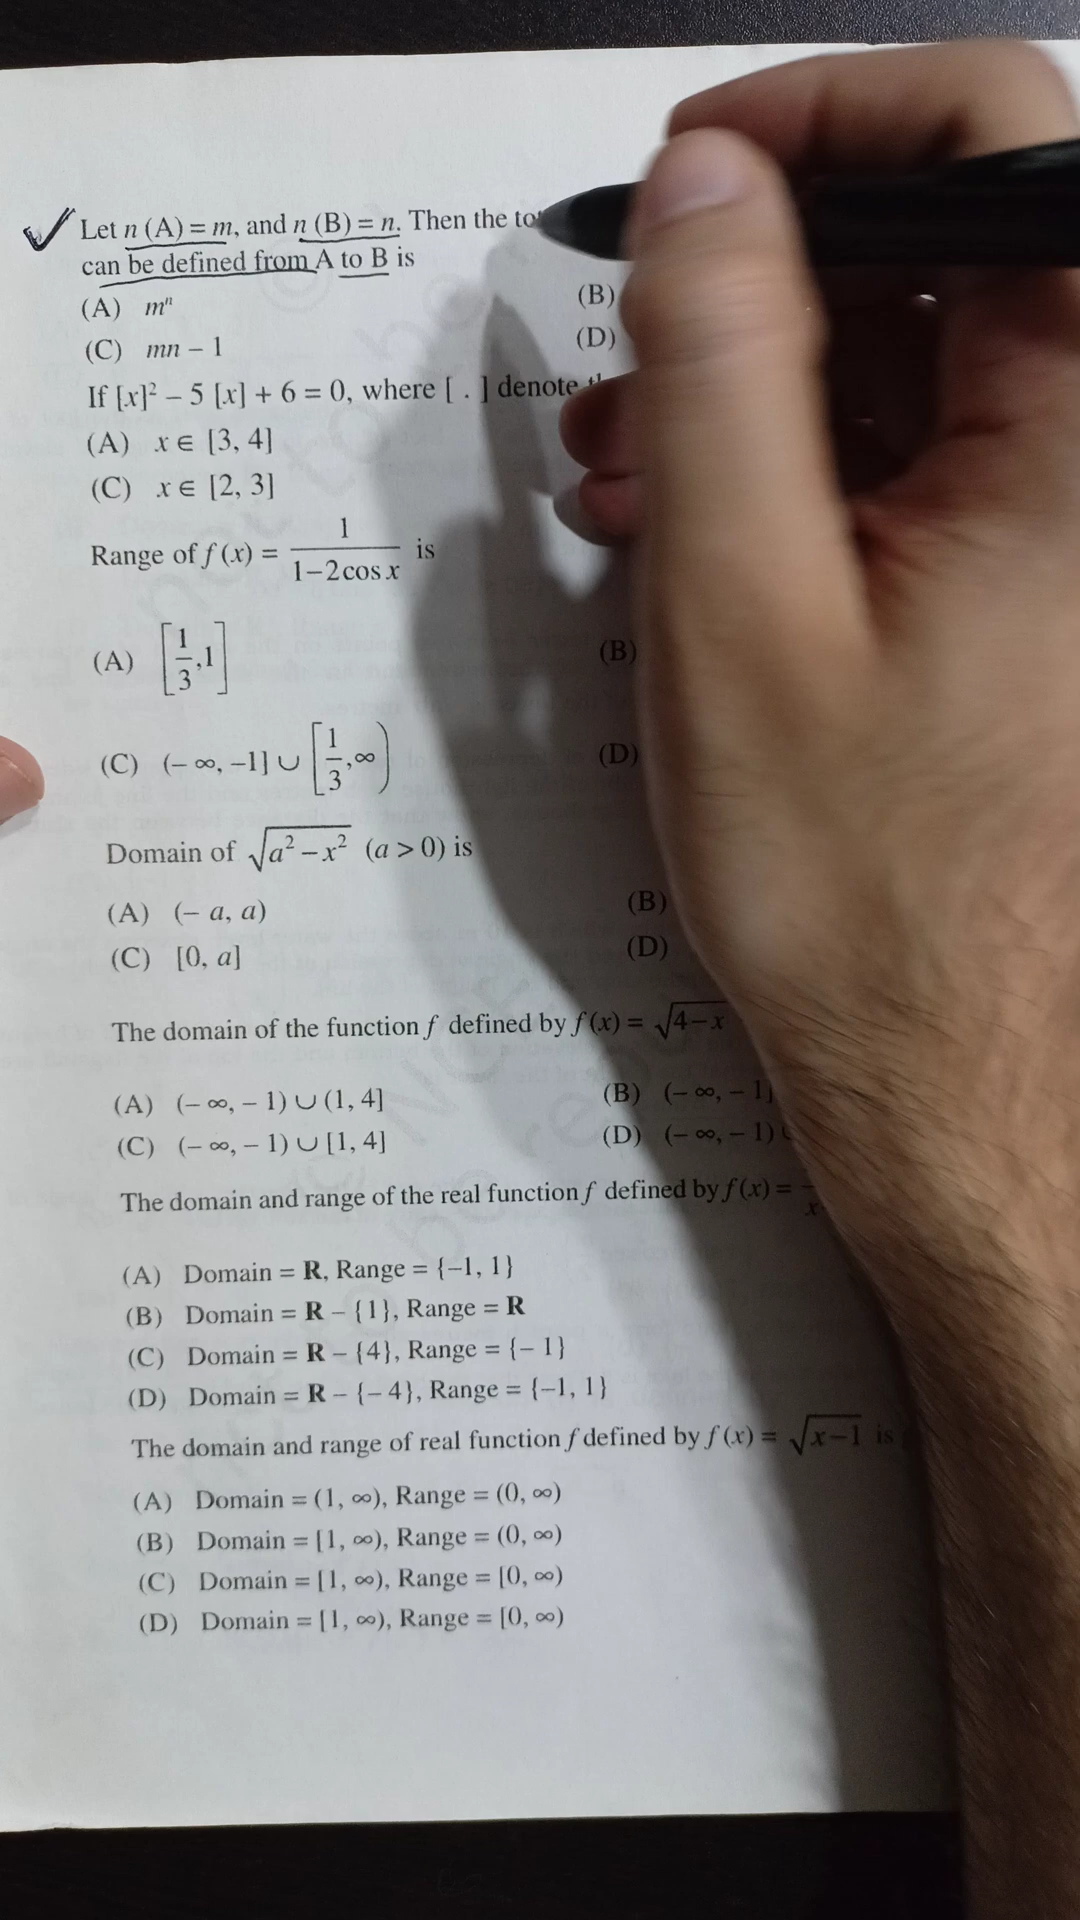 Let n (A) = m, and n (B) = n. Then the
can be defined from A to B is
(A) mⁿ (B)
(C) mn – 1 (D)
If [x]² – 5 [x] + 6 = 0, where [ . ] denote
(A) x ∈ [3, 4]
(C) x ∈ [2, 3]
Range of f (x) = 1/(1–2cos x) is
(A) [1/3, 1] (B)
(C) (– ∞, –1] ∪ [1/3, ∞) (D)
Domain of √(a² – x²) (a > 0) is
(A) (– a, a) (B)
(C) [0, a] (D)
The domain of the function f defined by f (x) = √(4–x)
(A) (– ∞, – 1) ∪ (1, 4] (B) (– ∞, – 1]
(C) (– ∞, – 1) ∪ [1, 4] (D) (– ∞, – 1)
The domain and range of the real function f defined by f (x) =
(A) Domain = R, Range = {–1, 1}
(B) Domain = R – {1}, Range = R
(C) Domain = R – {4}, Range = {– 1}
(D) Domain = R – {– 4}, Range = {–1, 1}
The domain and range of real function f defined by f (x) = √(x–1) is
(A) Domain = (1, ∞), Range = (0, ∞)
(B) Domain = [1, ∞), Range = (0, ∞)
(C) Domain = [1, ∞), Range = [0, ∞)
(D) Domain = [1, ∞), Range = [0, ∞)